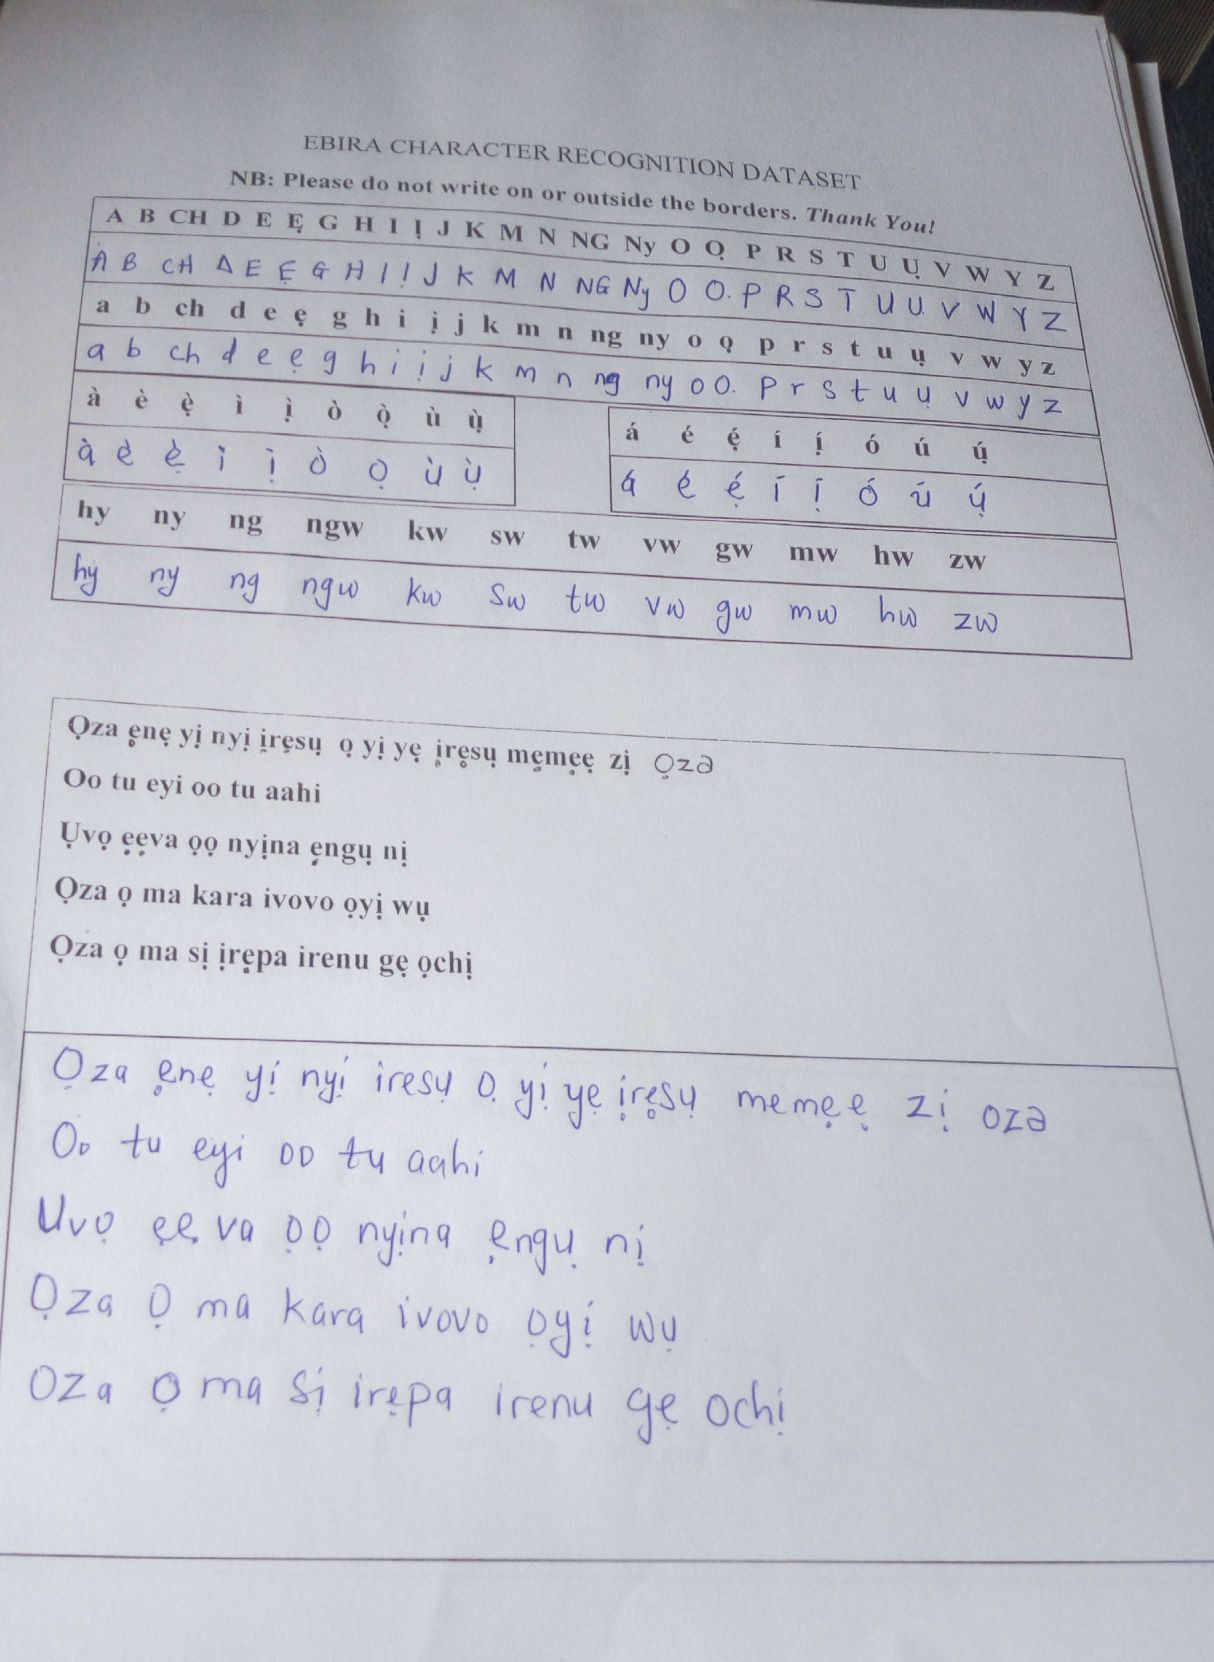 EBIRA CHARACTER RECOGNITION DATASET
NB: Please do not write on or outside the borders. Thank You!
A B CH D E Ẹ G H I Ị J K M N NG Ny O Ọ P R S T U Ụ V W Y Z
A B CH D E Ẹ G H I Ị J K M N NG Ny O O. P R S T U U. V W Y Z
a b ch d e ẹ g h i ị j k m n ng ny o ọ p r s t u ụ v w y z
a b ch d e ẹ g h i ị j k m n ng ny o o. p r s t u ụ v w y z
à è ẹ̀ ì ị̀ ò ọ̀ ù ụ̀
á é ẹ́ í ị́ ó ú ụ́
à è ẹ̀ ì ị̀ ò ọ ù ụ̀
á é ẹ́ í ị́ ó ú ụ́
hy ny ng ngw kw sw tw vw gw mw hw zw
hy ny ng ngw kw sw tw vw gw mw hw zw
Ọza ẹnẹ yị nyị ịrẹsụ ọ yị yẹ ịrẹsụ mẹmẹẹ zị Ọzə
Oo tu eyi oo tu aahi
Ụvọ ẹẹva ọọ nyịna ẹngụ nị
Ọza ọ ma kara ivovo ọyị wụ
Ọza ọ ma sị ịrẹpa irenu gẹ ọchị
Ọza ẹnẹ yị nyị iresụ ọ yị yẹ ịrẹsụ memẹẹ zị ozə
Oo tu eyi oo tu aahi
Uvọ ẹẹ va ọọ nyịna ẹngụ nị
Ọza Ọ ma kara ivovo ọyị wụ
Oza ọ ma sị irẹpa irenu gẹ ochị